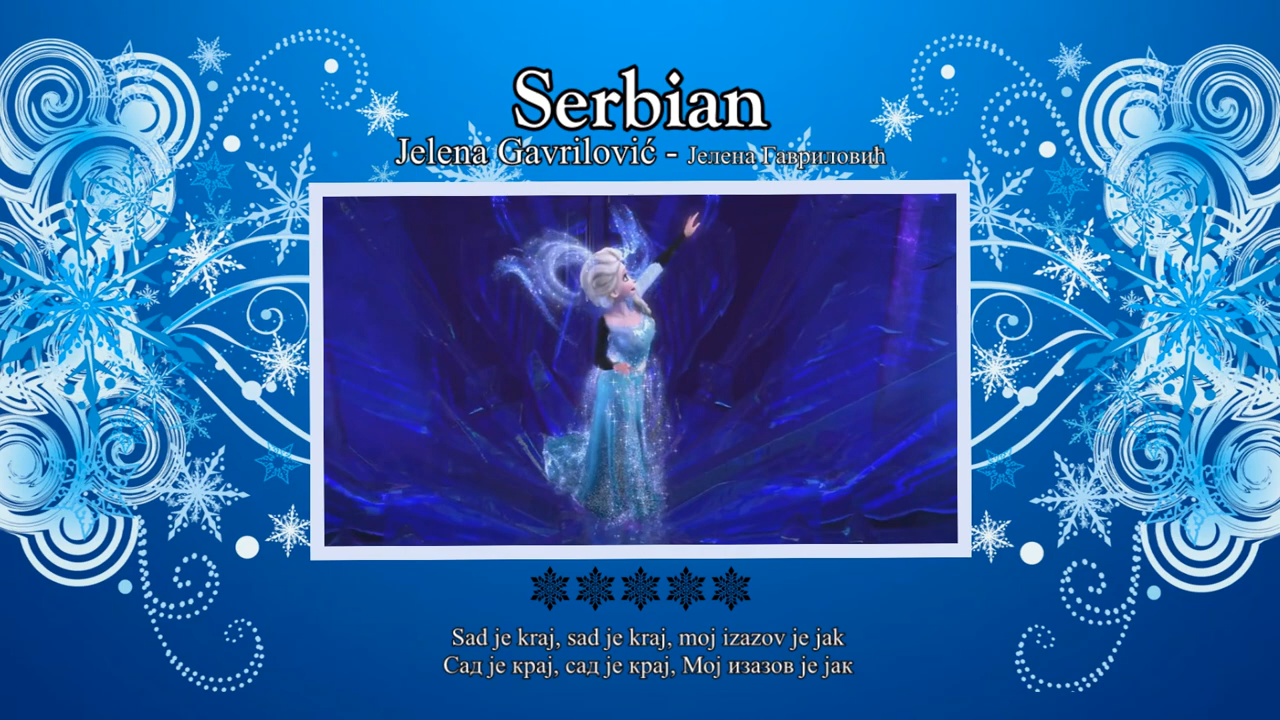 Serbian
Jelena Gavrilović - Јелена Гавриловић
Sad je kraj, sad je kraj, moj izazov je jak
Сад је крај, сад је крај, Мој изазов је јак